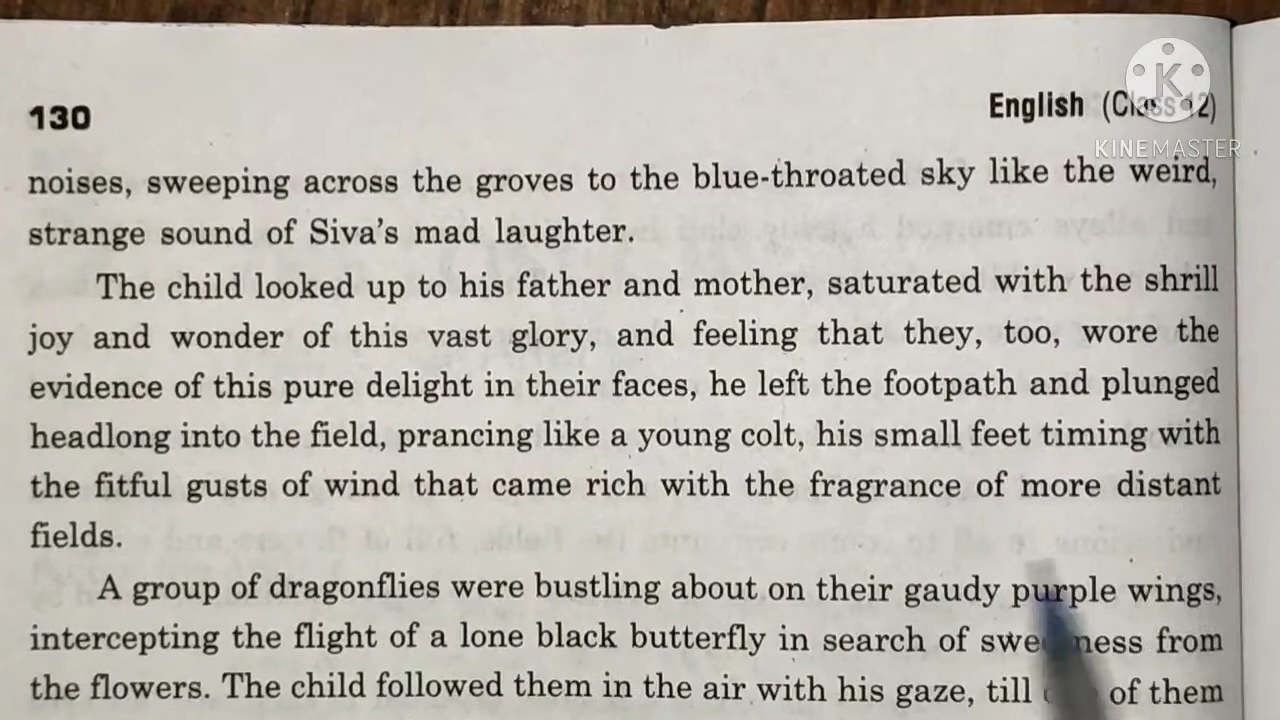 130
English (Class 12)
K
KINEMASTER
noises, sweeping across the groves to the blue-throated sky like the weird,
strange sound of Siva's mad laughter.
The child looked up to his father and mother, saturated with the shrill
joy and wonder of this vast glory, and feeling that they, too, wore the
evidence of this pure delight in their faces, he left the footpath and plunged
headlong into the field, prancing like a young colt, his small feet timing with
the fitful gusts of wind that came rich with the fragrance of more distant
fields.
A group of dragonflies were bustling about on their gaudy purple wings,
intercepting the flight of a lone black butterfly in search of sweetness from
the flowers. The child followed them in the air with his gaze, till of them